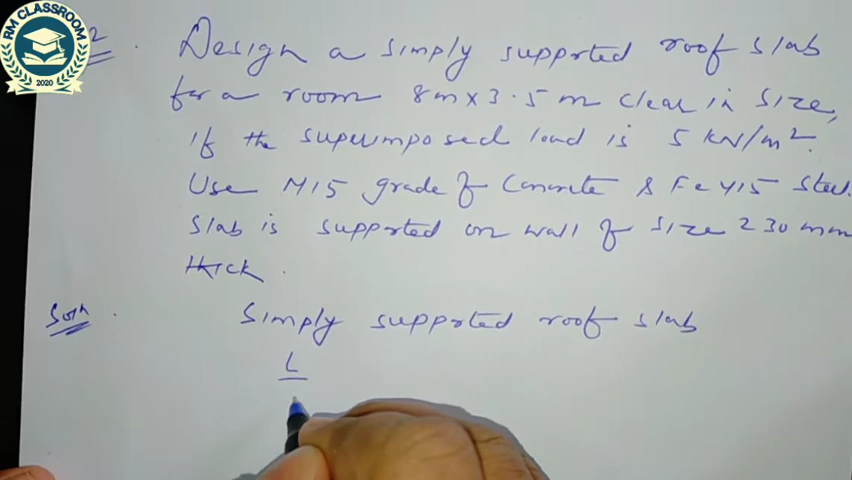 RM CLASSROOM
2020
2
Design a simply supported roof slab
for a room 8m x 3.5 m clear in size,
if the superimposed load is 5 kN/m².
Use M15 grade of Concrete & Fe 415 Steel.
Slab is supported on wall of size 230 mm
thick.
Soln. Simply supported roof slab
L